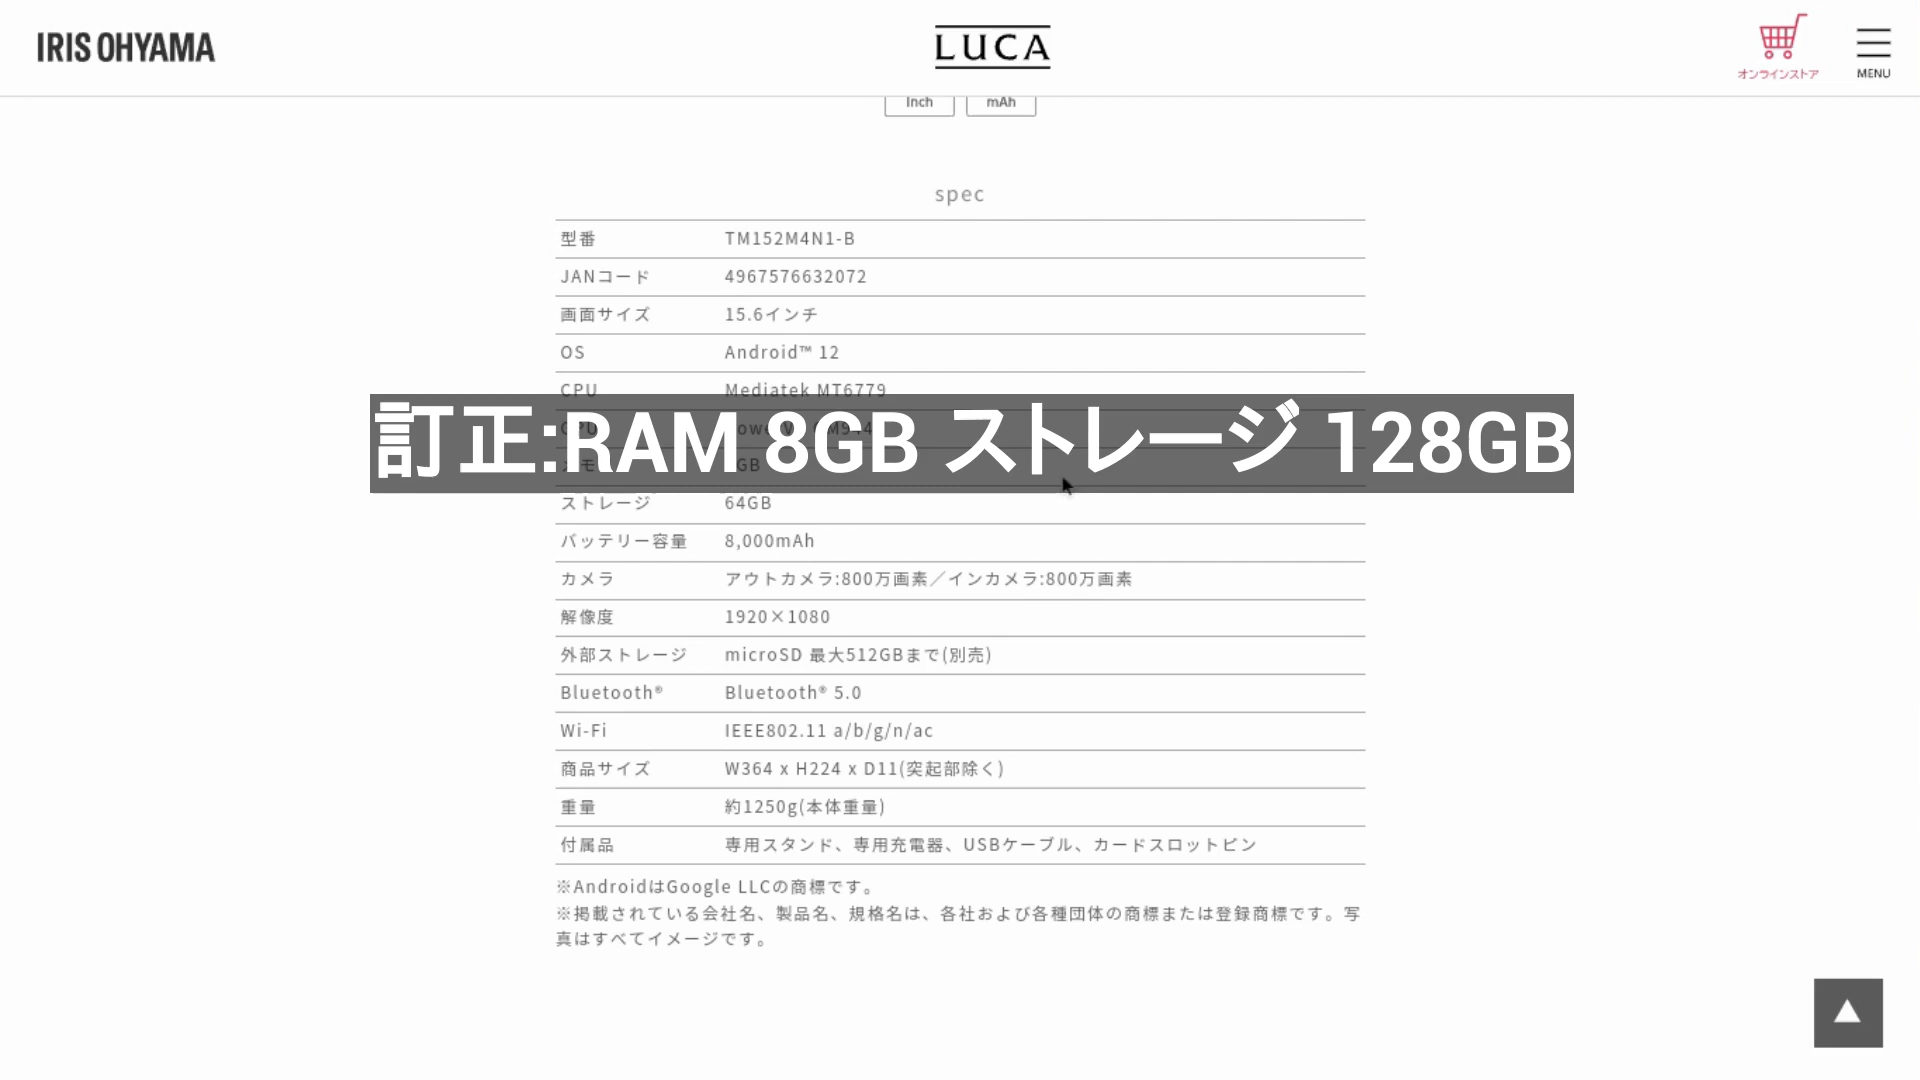 IRIS OHYAMA
LUCA
オンラインストア
MENU
Inch mAh
spec
型番 TM152M4N1-B
JANコード 4967576632072
画面サイズ 15.6インチ
OS Android™ 12
CPU Mediatek MT6779
訂正:RAM 8GB ストレージ 128GB
ストレージ 64GB
バッテリー容量 8,000mAh
カメラ アウトカメラ:800万画素／インカメラ:800万画素
解像度 1920×1080
外部ストレージ microSD 最大512GBまで(別売)
Bluetooth® Bluetooth® 5.0
Wi-Fi IEEE802.11 a/b/g/n/ac
商品サイズ W364 x H224 x D11(突起部除く)
重量 約1250g(本体重量)
付属品 専用スタンド、専用充電器、USBケーブル、カードスロットピン
※AndroidはGoogle LLCの商標です。
※掲載されている会社名、製品名、規格名は、各社および各種団体の商標または登録商標です。写
真はすべてイメージです。